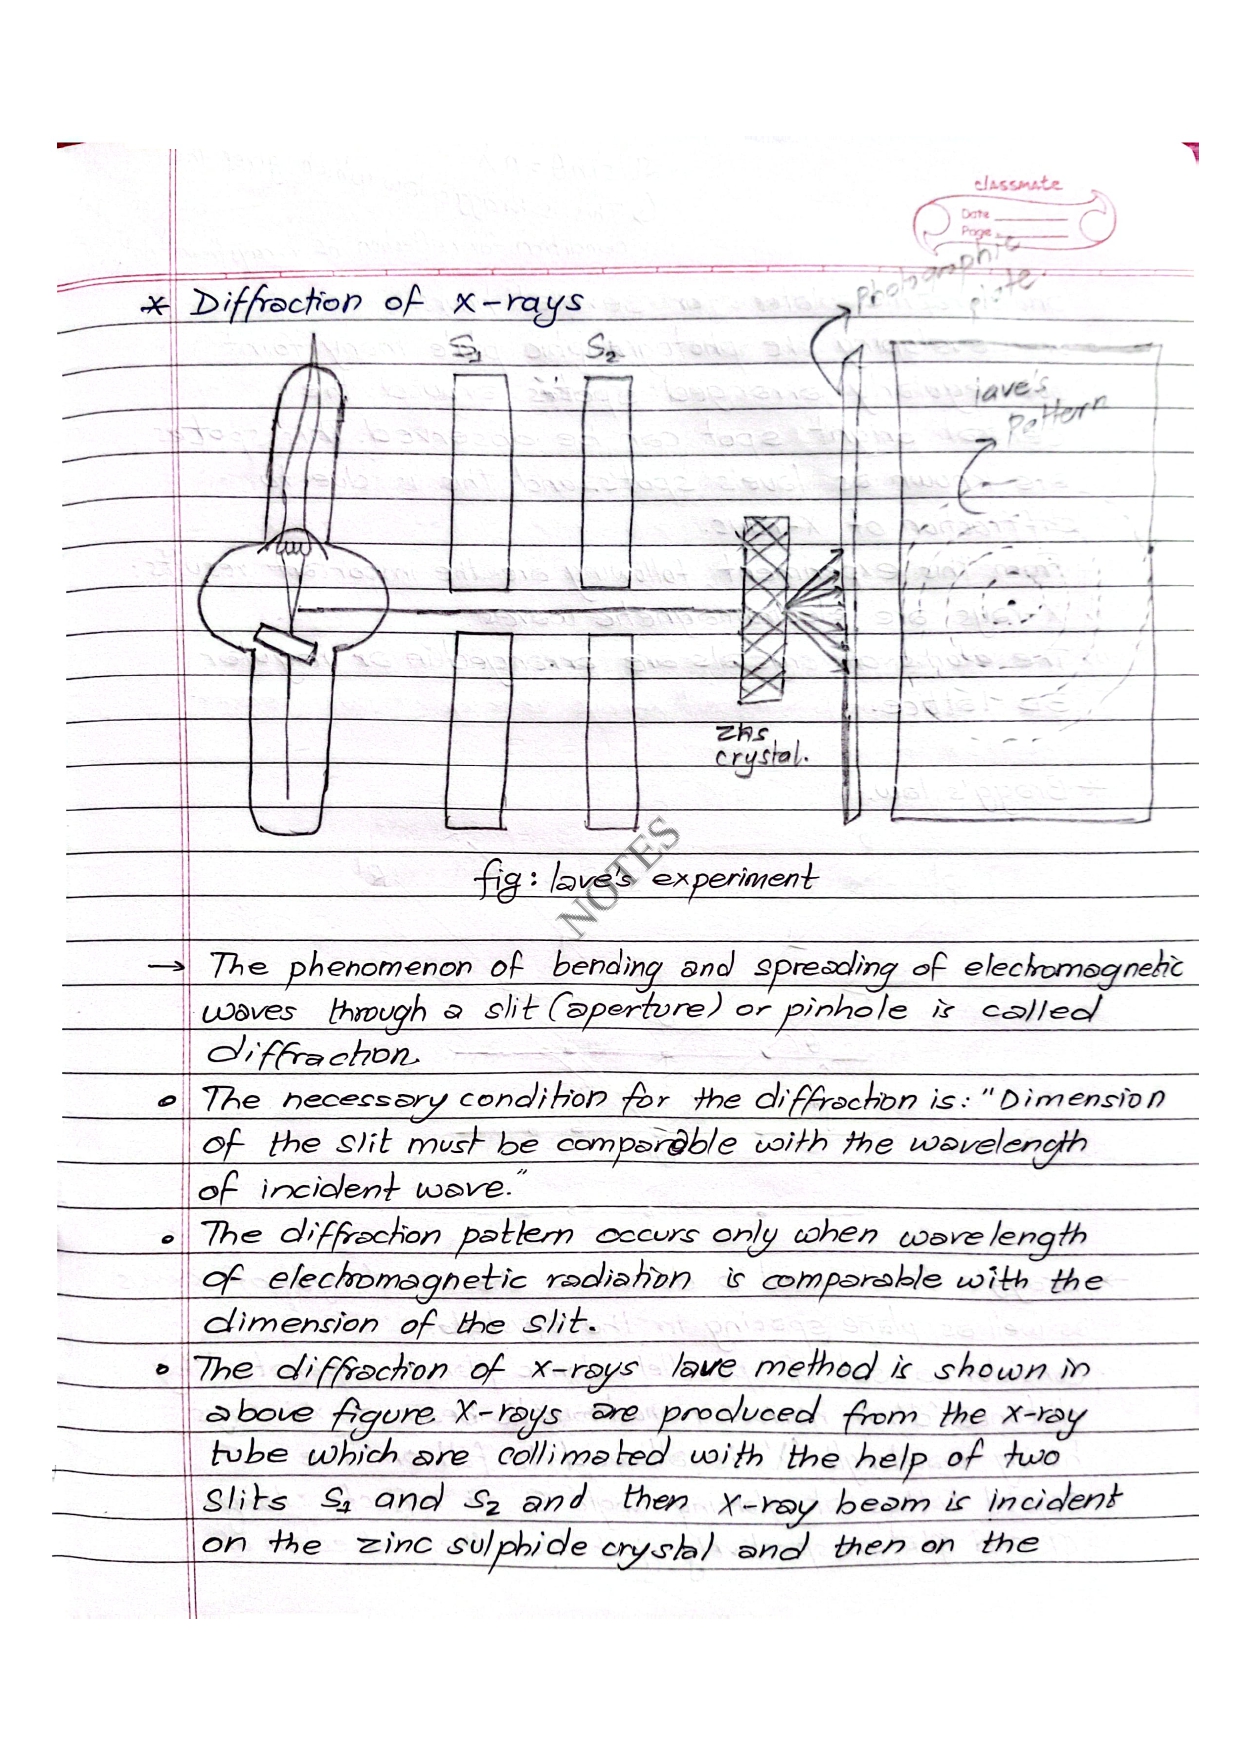 classmate
Date
Page
* Diffraction of x-rays
photographic
plate.
S1
S2
lave's
pattern
ZnS
crystal.
fig: lave's experiment
NOTES
→ The phenomenon of bending and spreading of electromagnetic
waves through a slit (aperture) or pinhole is called
diffraction.
• The necessary condition for the diffraction is: "Dimension
of the slit must be comparable with the wavelength
of incident wave."
• The diffraction pattern occurs only when wavelength
of electromagnetic radiation is comparable with the
dimension of the slit.
• The diffraction of x-rays laue method is shown in
above figure. X-rays are produced from the x-ray
tube which are collimated with the help of two
slits S1 and S2 and then x-ray beam is incident
on the zinc sulphide crystal and then on the